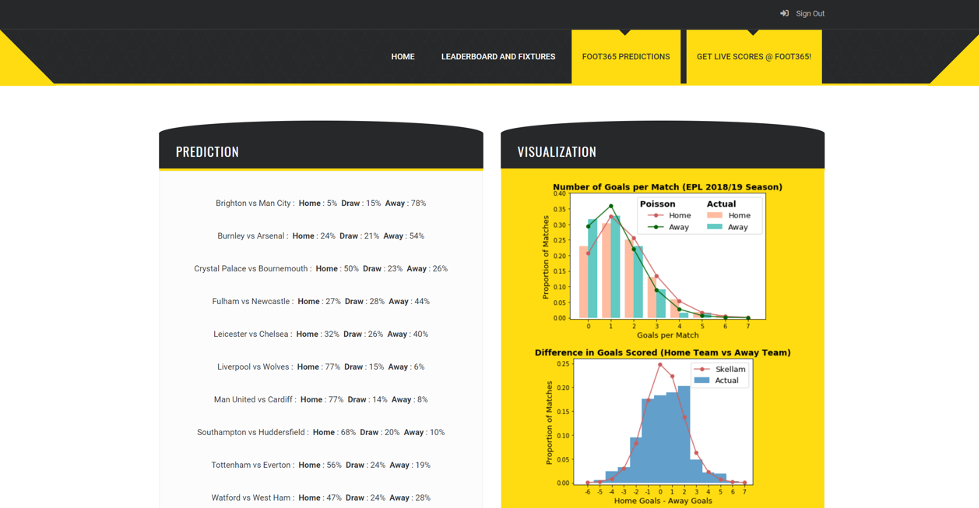 Sign Out
HOME LEADERBOARD AND FIXTURES FOOT365 PREDICTIONS GET LIVE SCORES @ FOOT365!
PREDICTION
Brighton vs Man City : Home : 5% Draw : 15% Away : 78%
Burnley vs Arsenal : Home : 24% Draw : 21% Away : 54%
Crystal Palace vs Bournemouth : Home : 50% Draw : 23% Away : 26%
Fulham vs Newcastle : Home : 27% Draw : 28% Away : 44%
Leicester vs Chelsea : Home : 32% Draw : 26% Away : 40%
Liverpool vs Wolves : Home : 77% Draw : 15% Away : 6%
Man United vs Cardiff : Home : 77% Draw : 14% Away : 8%
Southampton vs Huddersfield : Home : 68% Draw : 20% Away : 10%
Tottenham vs Everton : Home : 56% Draw : 24% Away : 19%
Watford vs West Ham : Home : 47% Draw : 24% Away : 28%
VISUALIZATION
Number of Goals per Match (EPL 2018/19 Season)
Poisson Actual
Home Home
Away Away
Proportion of Matches
0.40
0.35
0.30
0.25
0.20
0.15
0.10
0.05
0.00
0 1 2 3 4 5 6 7
Goals per Match
Difference in Goals Scored (Home Team vs Away Team)
Skellam
Actual
Proportion of Matches
0.25
0.20
0.15
0.10
0.05
0.00
-6 -5 -4 -3 -2 -1 0 1 2 3 4 5 6 7
Home Goals - Away Goals